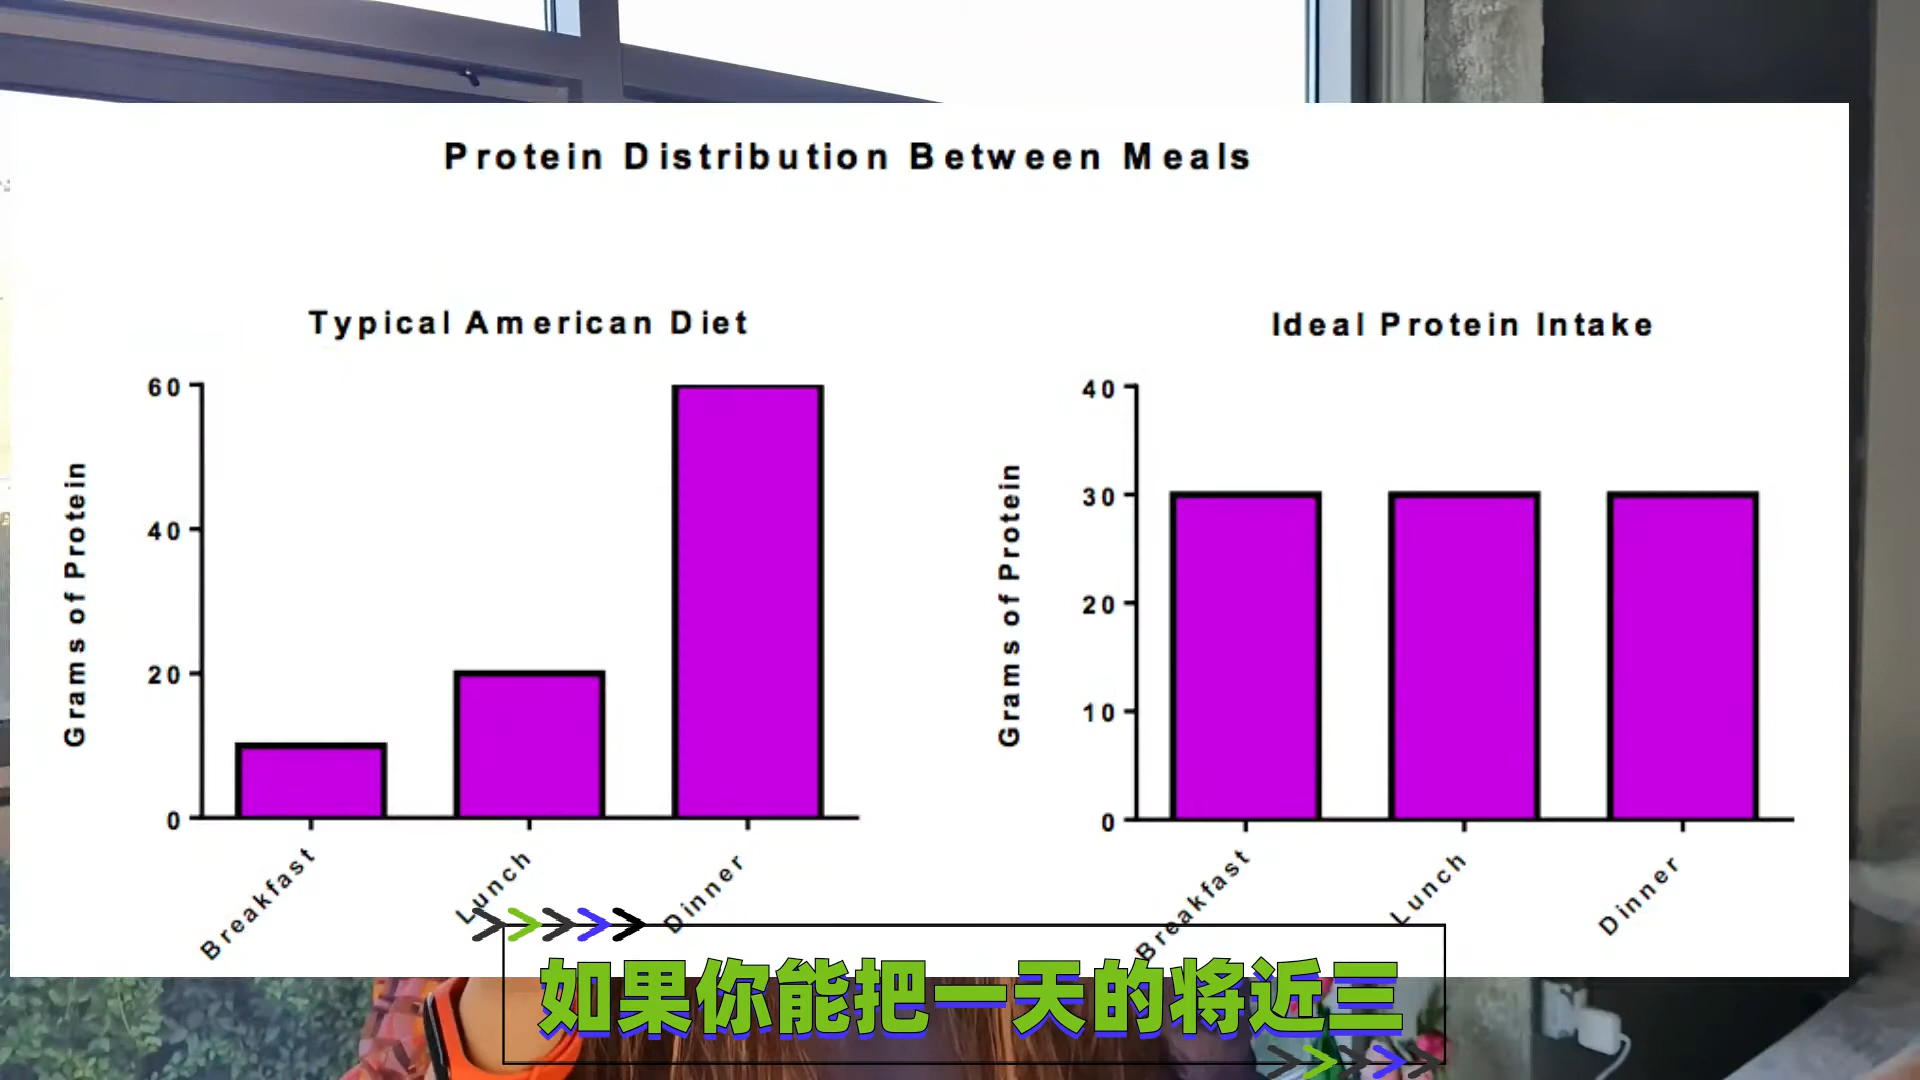 Protein Distribution Between Meals
Typical American Diet
Grams of Protein
60
40
20
0
Breakfast
Lunch
Dinner
Ideal Protein Intake
Grams of Protein
40
30
20
10
0
Breakfast
Lunch
Dinner
如果你能把一天的将近三